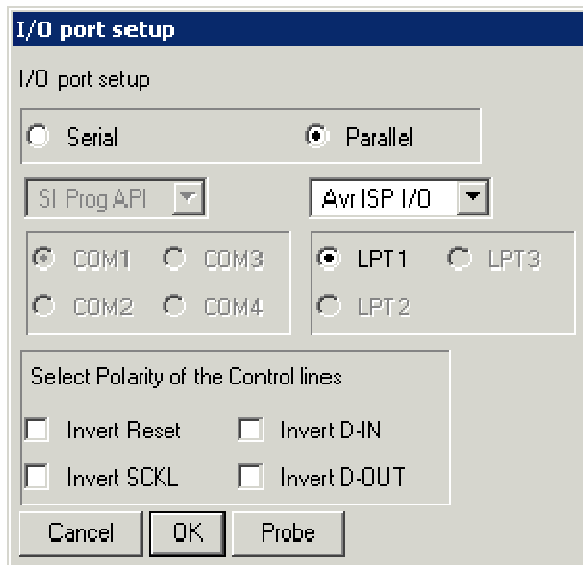 I/O port setup
I/O port setup
Serial Parallel
SI Prog API Avr ISP I/O
COM1 COM3 LPT1 LPT3
COM2 COM4 LPT2
Select Polarity of the Control lines
Invert Reset Invert D-IN
Invert SCKL Invert D-OUT
Cancel OK Probe